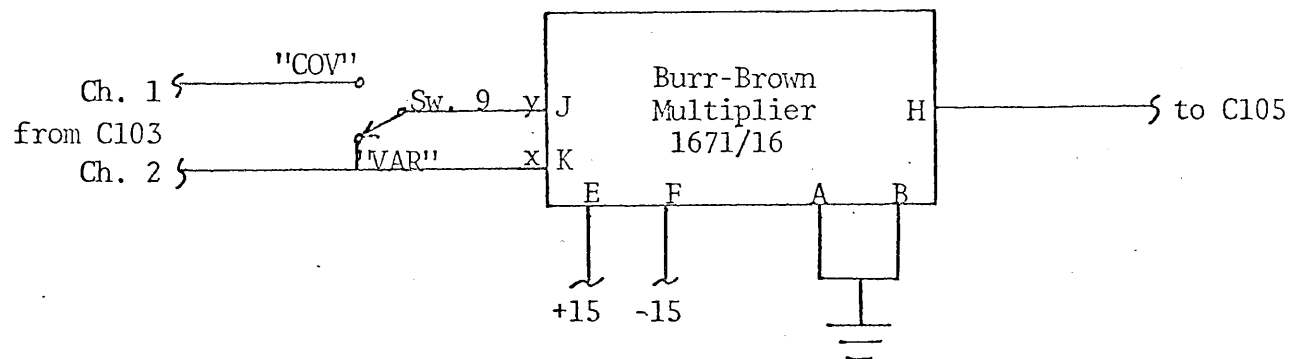 "COV"
Ch. 1
from C103
Ch. 2
Sw. 9
"VAR"
y J
x K
Burr-Brown
Multiplier
1671/16
H
to C105
E F A B
+15 -15